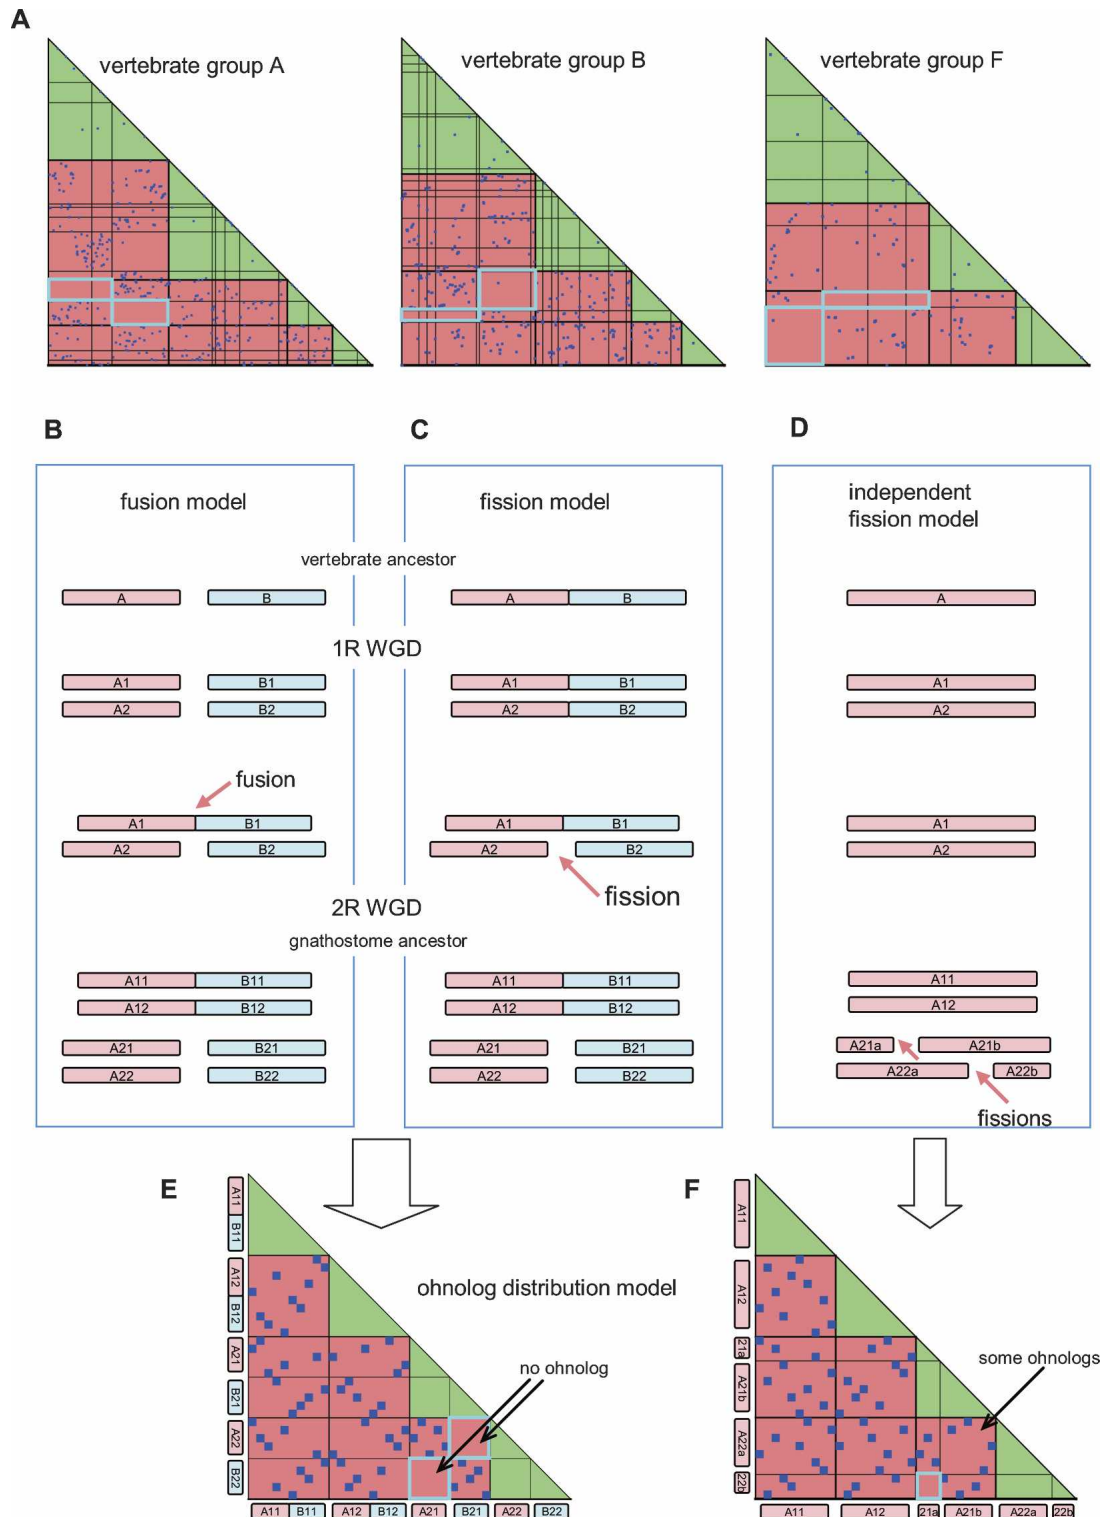 A
vertebrate group A
vertebrate group B
vertebrate group F
B
C
D
fusion model
fission model
independent
fission model
vertebrate ancestor
A B
A B
A
1R WGD
A1 B1
A2 B2
A1 B1
A2 B2
A1
A2
fusion
A1 B1
A2 B2
A1 B1
A2 B2
A1
A2
fission
2R WGD
gnathostome ancestor
A11 B11
A12 B12
A21 B21
A22 B22
A11 B11
A12 B12
A21 B21
A22 B22
A11
A12
A21a A21b
A22a A22b
fissions
E
F
ohnolog distribution model
no ohnolog
some ohnologs
A11
B11
A12
B12
A21
B21
A22
B22
A11 B11 A12 B12 A21 B21 A22 B22
A11
A12
21a
A21b
A22a
22b
A11 A12 21a A21b A22a 22b